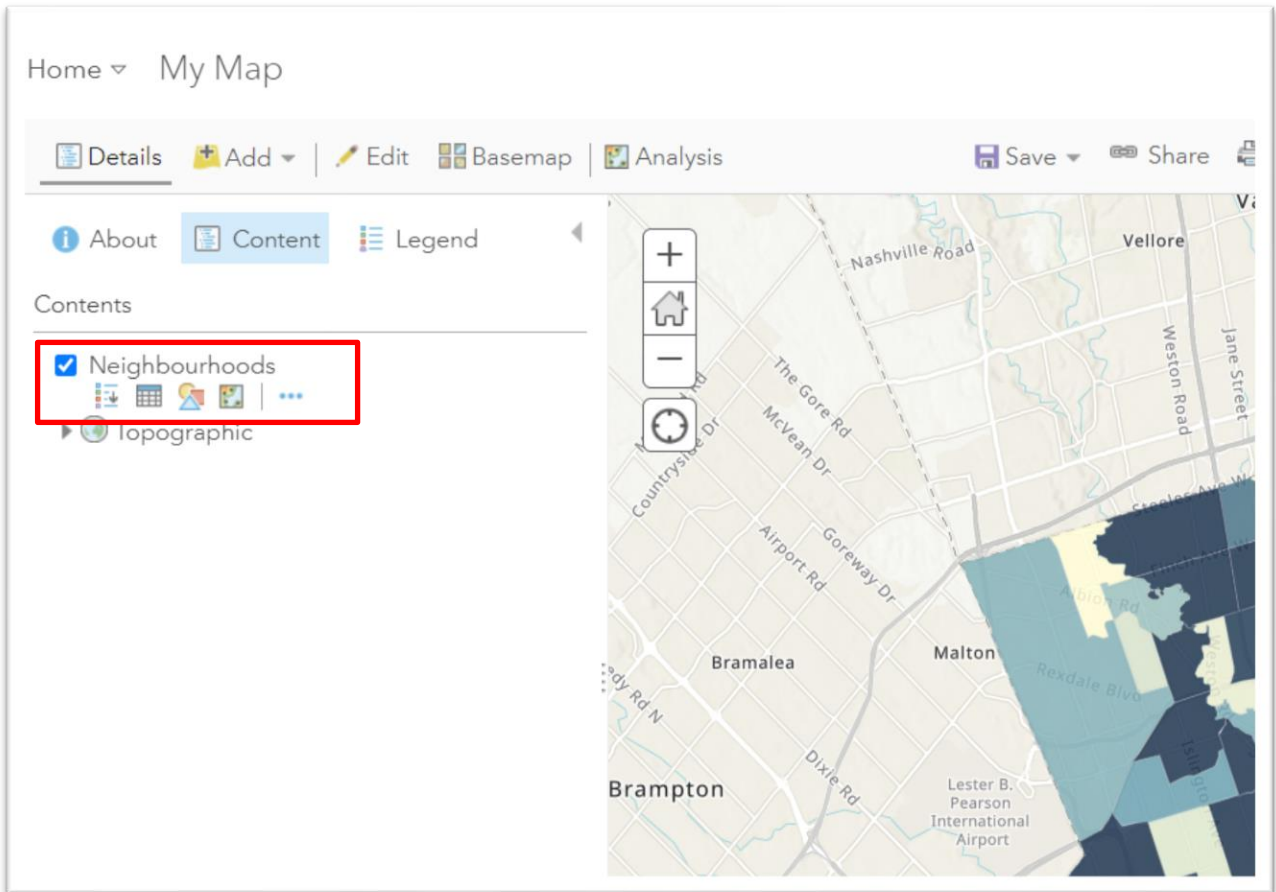 Home My Map
Details Add Edit Basemap Analysis Save Share
About Content Legend
Contents
Neighbourhoods
Topographic
Nashville Road
Vellore
Weston Road
Jane Street
The Gore Rd
McVean Dr
Countryside Dr
Steeles Ave W
Airport Rd
Goreway Dr
Albion Rd
Bramalea
Malton
Rexdale Blvd
Dixie Rd
Brampton
Lester B.
Pearson
International
Airport